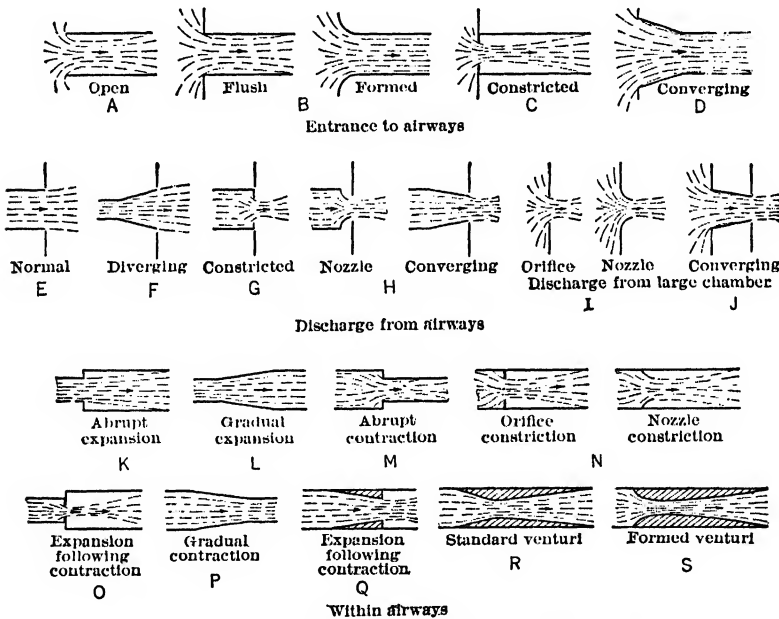 Open Flush Formed Constricted Converging
A B C D
Entrance to airways
Normal Diverging Constricted Nozzle Converging Orifice Nozzle Converging
Discharge from large chamber
E F G H I J
Discharge from airways
Abrupt expansion
Gradual expansion
Abrupt contraction
Orifice constriction
Nozzle constriction
K L M N
Expansion following contraction
Gradual contraction
Expansion following contraction
Standard venturi
Formed venturi
O P Q R S
Within airways